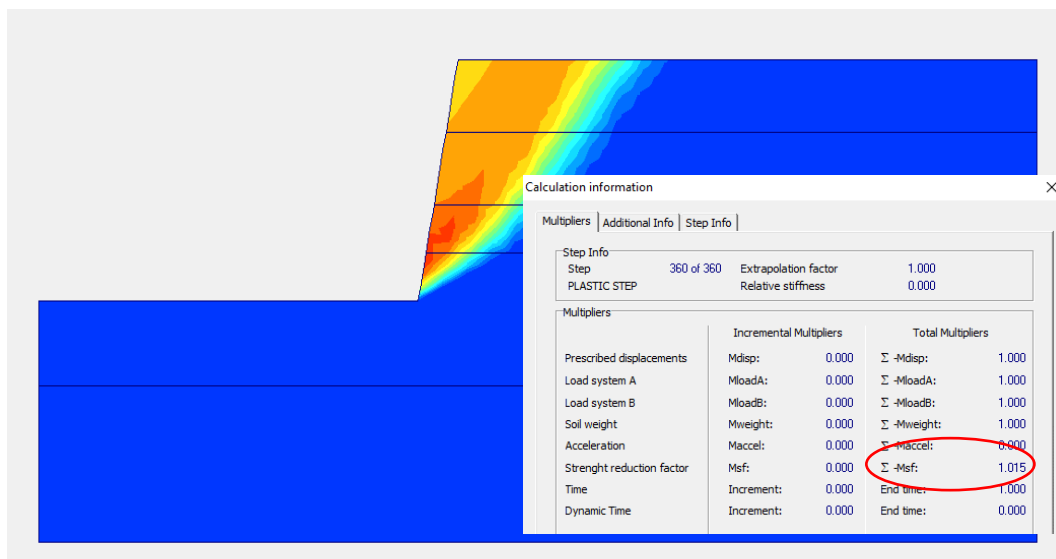 Calculation information
Multipliers Additional Info Step Info
Step Info
Step 360 of 360 Extrapolation factor 1.000
PLASTIC STEP Relative stiffness 0.000
Multipliers
Incremental Multipliers Total Multipliers
Prescribed displacements Mdisp: 0.000 Σ -Mdisp: 1.000
Load system A MloadA: 0.000 Σ -MloadA: 1.000
Load system B MloadB: 0.000 Σ -MloadB: 1.000
Soil weight Mweight: 0.000 Σ -Mweight: 1.000
Acceleration Maccel: 0.000 Σ -Maccel: 0.000
Strenght reduction factor Msf: 0.000 Σ -Msf: 1.015
Time Increment: 0.000 End time: 1.000
Dynamic Time Increment: 0.000 End time: 0.000